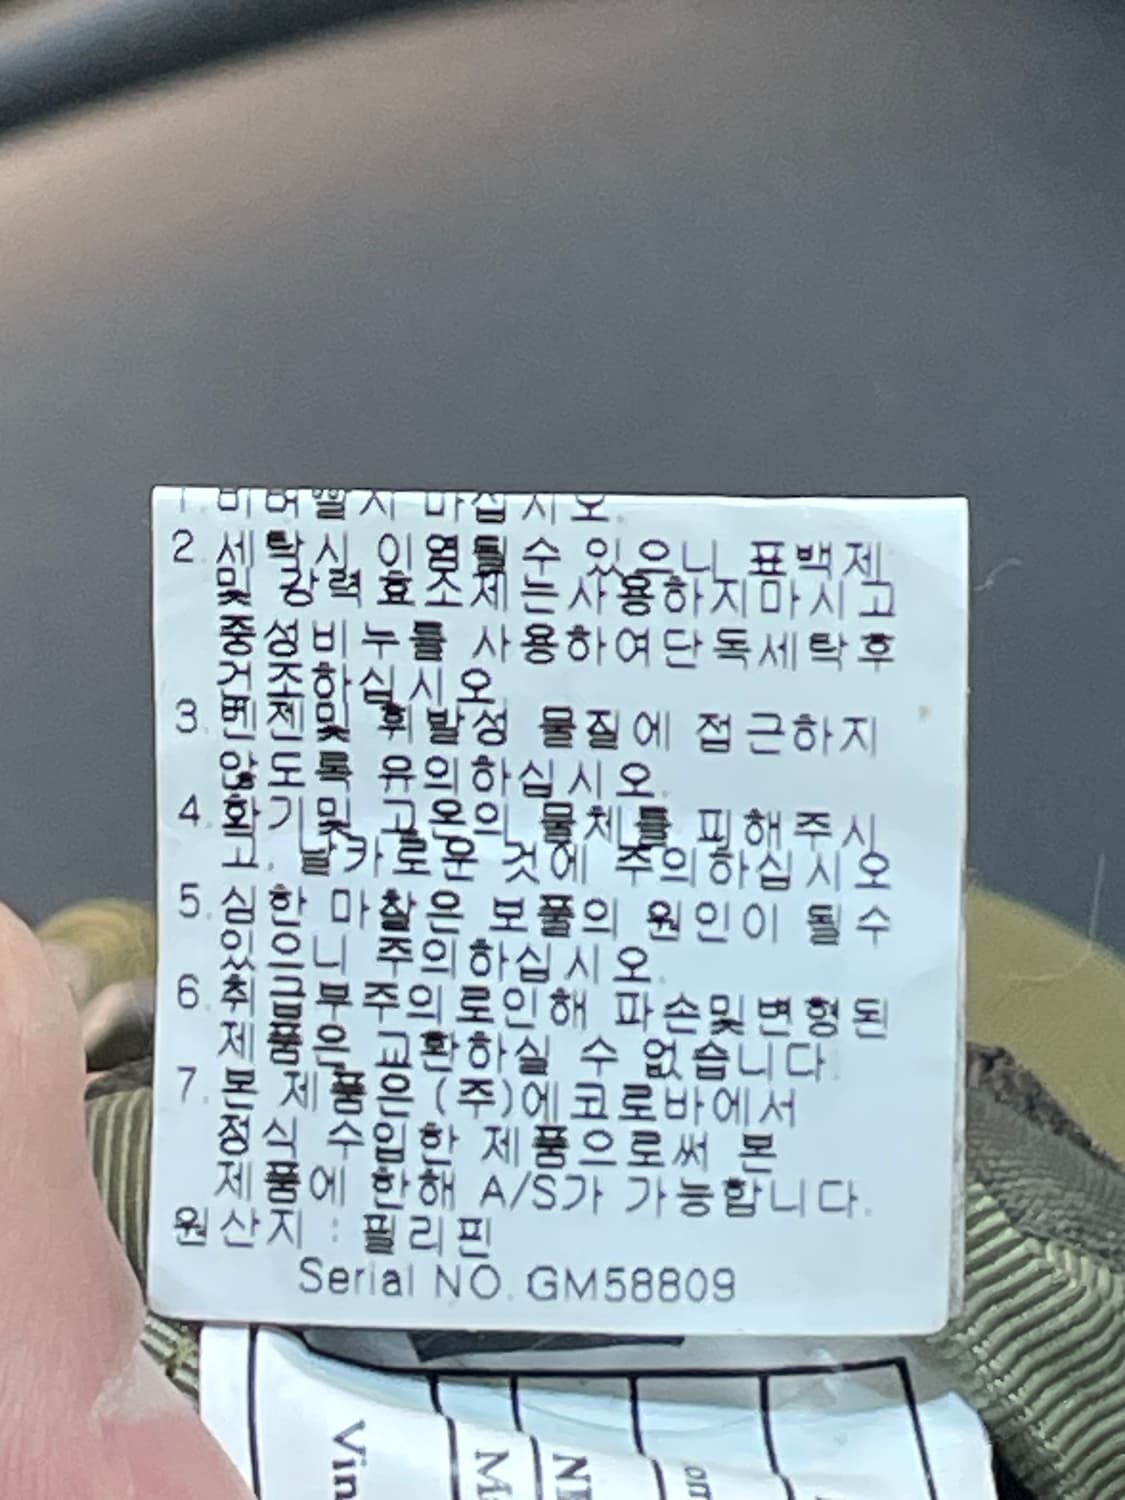 1. 비벼빨지 마십시오.
2. 세탁시 이염될수 있으니 표백제
및 강력효소제는사용하지마시고
중성비누를 사용하여단독세탁후
건조하십시오
3. 벤젠및 휘발성 물질에 접근하지
않도록 유의하십시오.
4. 화기및 고온의 물체를 피해주시
고, 날카로운 것에 주의하십시오
5. 심한 마찰은 보풀의 원인이 될수
있으니 주의하십시오.
6. 취급부주의로인해 파손및변형된
제품은 교환하실 수 없습니다.
7. 본 제품은(주)에코로바에서
정식 수입한 제품으로써 본
제품에 한해 A/S가 가능합니다.
원산지 : 필리핀
Serial NO. GM58809
Vin